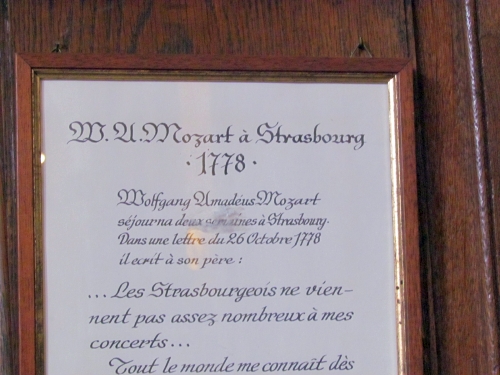 W. A. Mozart à Strasbourg
· 1778 ·
Wolfgang Amadéus Mozart
séjourna deux semaines à Strasbourg.
Dans une lettre du 26 Octobre 1778
il ecrit à son père :
... Les Strasbourgeois ne vien-
nent pas assez nombreux à mes
concerts ...
Tout le monde me connaît dès